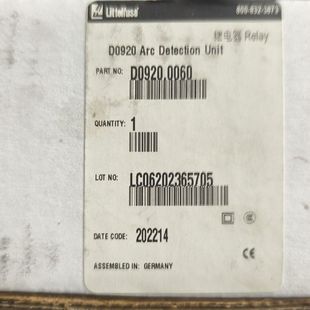 Littelfuse
800-832-3873
继电器 Relay
D0920 Arc Detection Unit
PART NO: D0920.0060
QUANTITY: 1
LOT NO: LC06202365705
DATE CODE: 202214
CE
ASSEMBLED IN: GERMANY